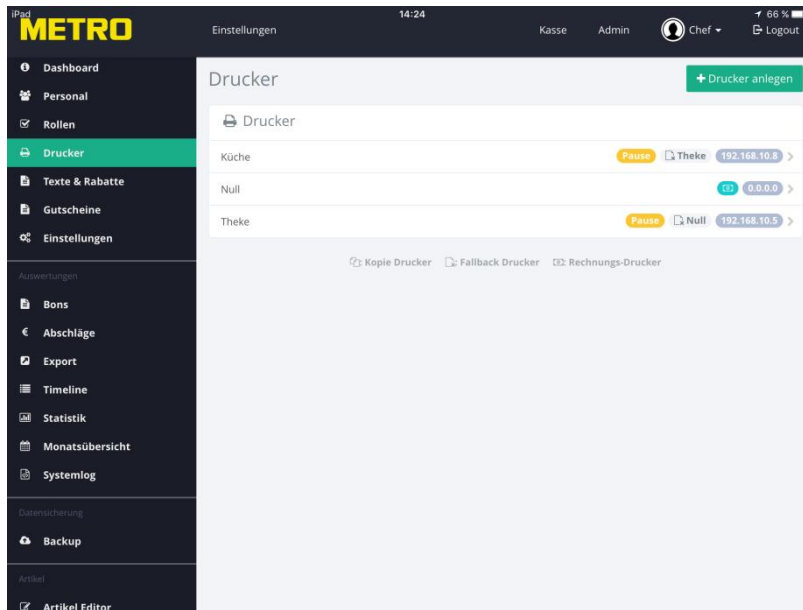 iPad
14:24
66 %
METRO
Einstellungen
Kasse
Admin
Chef
Logout
Dashboard
Personal
Rollen
Drucker
Texte & Rabatte
Gutscheine
Einstellungen
Auswertungen
Bons
Abschläge
Export
Timeline
Statistik
Monatsübersicht
Systemlog
Datensicherung
Backup
Artikel
Artikel Editor
Drucker
+ Drucker anlegen
Drucker
Küche Pause Theke 192.168.10.8
Null 0.0.0.0
Theke Pause Null 192.168.10.5
: Kopie Drucker : Fallback Drucker : Rechnungs-Drucker